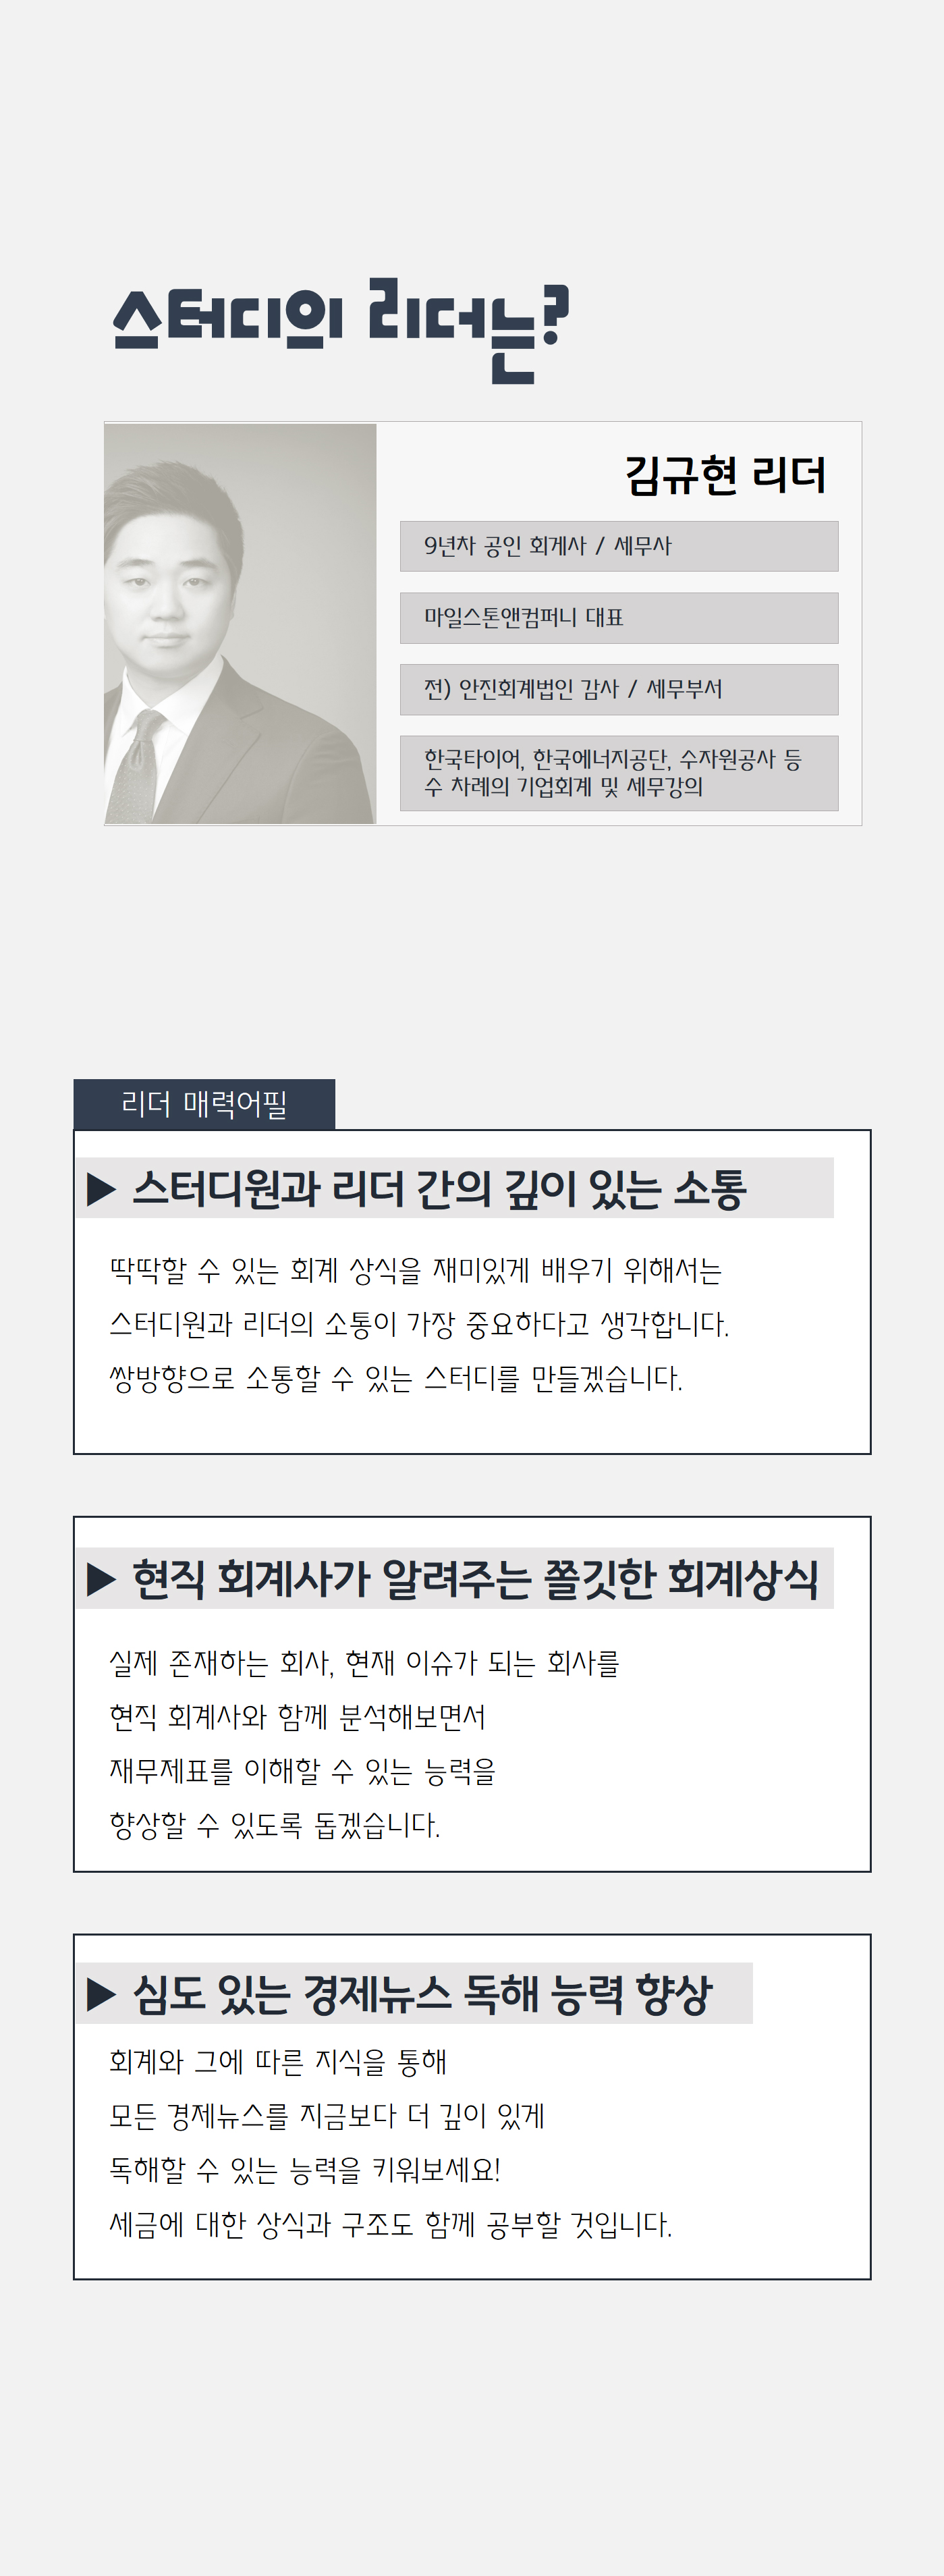 스터디의 리더는?
김규현 리더
9년차 공인 회게사 / 세무사
마일스톤앤컴퍼니 대표
전) 안진회계법인 감사 / 세무부서
한국타이어, 한국에너지공단, 수자원공사 등
수 차례의 기업회계 및 세무강의
리더 매력어필
▶ 스터디원과 리더 간의 깊이 있는 소통
딱딱할 수 있는 회계 상식을 재미있게 배우기 위해서는
스터디원과 리더의 소통이 가장 중요하다고 생각합니다.
쌍방향으로 소통할 수 있는 스터디를 만들겠습니다.
▶ 현직 회계사가 알려주는 쫄깃한 회계상식
실제 존재하는 회사, 현재 이슈가 되는 회사를
현직 회계사와 함께 분석해보면서
재무제표를 이해할 수 있는 능력을
향상할 수 있도록 돕겠습니다.
▶ 심도 있는 경제뉴스 독해 능력 향상
회계와 그에 따른 지식을 통해
모든 경제뉴스를 지금보다 더 깊이 있게
독해할 수 있는 능력을 키워보세요!
세금에 대한 상식과 구조도 함께 공부할 것입니다.